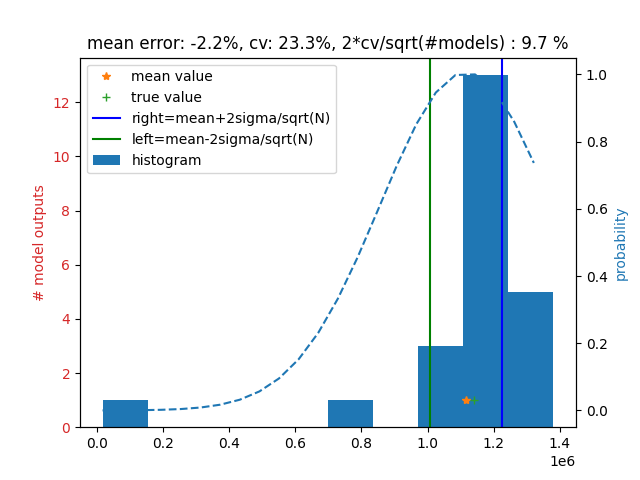 mean error: -2.2%, cv: 23.3%, 2*cv/sqrt(#models) : 9.7 %
mean value
true value
right=mean+2sigma/sqrt(N)
left=mean-2sigma/sqrt(N)
histogram
# model outputs
12
10
8
6
4
2
0
1.0
0.8
0.6
0.4
0.2
0.0
probability
0.0 0.2 0.4 0.6 0.8 1.0 1.2 1.4
1e6